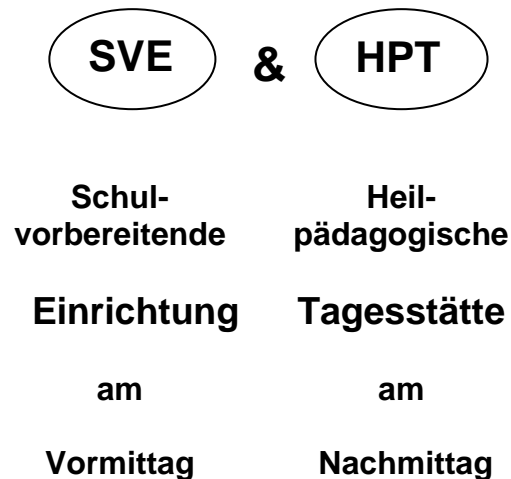 SVE & HPT
Schul-
vorbereitende
Einrichtung
am
Vormittag
Heil-
pädagogische
Tagesstätte
am
Nachmittag